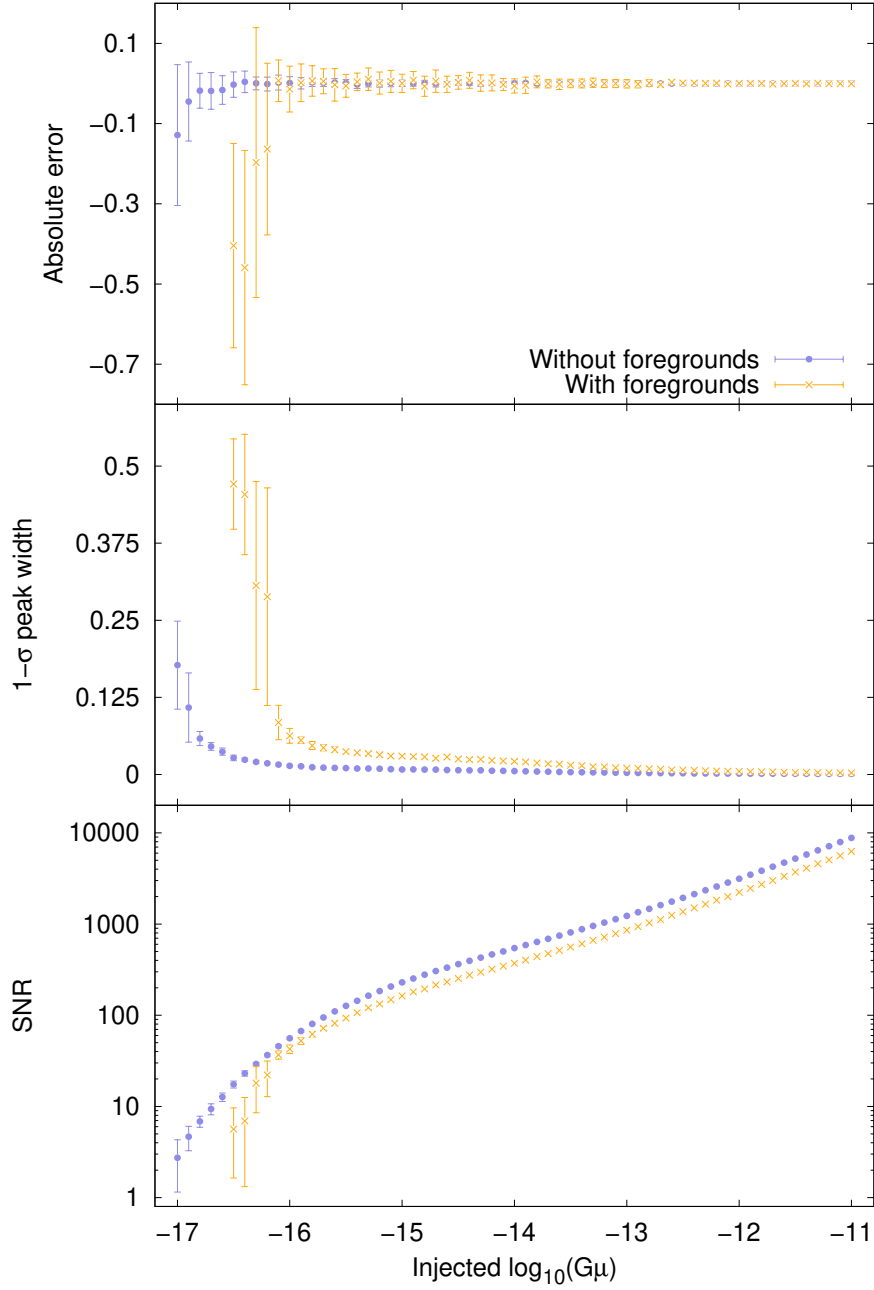 0.1
−0.1
−0.3
−0.5
−0.7
Absolute error
Without foregrounds
With foregrounds
0.5
0.375
0.25
0.125
0
1−σ peak width
10000
1000
100
10
1
SNR
−17 −16 −15 −14 −13 −12 −11
Injected log₁₀(Gμ)